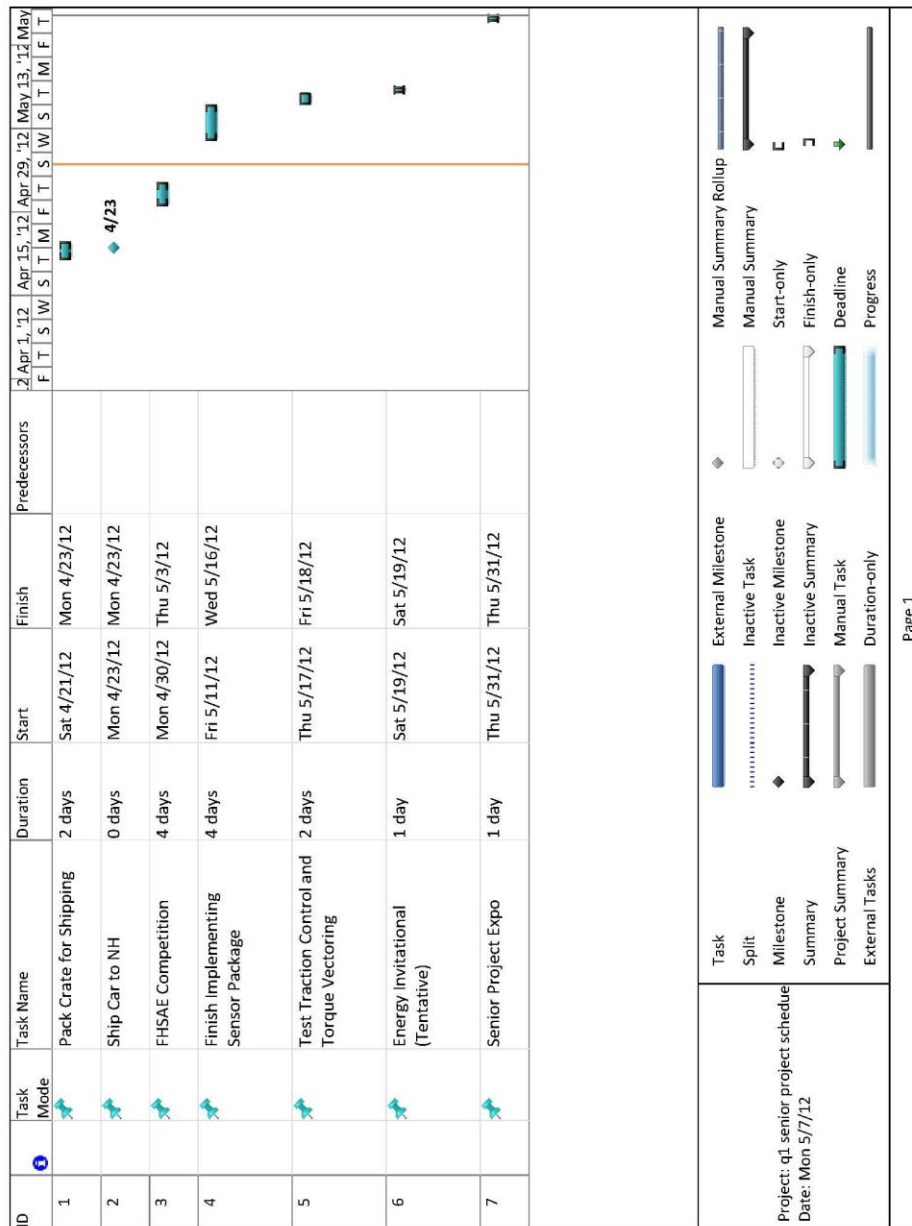 ID Task Mode Task Name Duration Start Finish Predecessors
.2 Apr 1, '12 Apr 15, '12 Apr 29, '12 May 13, '12 May
F T S W S T M F T S W S T M F T
1 Pack Crate for Shipping 2 days Sat 4/21/12 Mon 4/23/12
2 Ship Car to NH 0 days Mon 4/23/12 Mon 4/23/12
4/23
3 FHSAE Competition 4 days Mon 4/30/12 Thu 5/3/12
4 Finish Implementing
Sensor Package
4 days Fri 5/11/12 Wed 5/16/12
5 Test Traction Control and
Torque Vectoring
2 days Thu 5/17/12 Fri 5/18/12
6 Energy Invitational
(Tentative)
1 day Sat 5/19/12 Sat 5/19/12
7 Senior Project Expo 1 day Thu 5/31/12 Thu 5/31/12
Project: q1 senior project schedue
Date: Mon 5/7/12
Task External Milestone Manual Summary Rollup
Split Inactive Task Manual Summary
Milestone Inactive Milestone Start-only
Summary Inactive Summary Finish-only
Project Summary Manual Task Deadline
External Tasks Duration-only Progress
Page 1